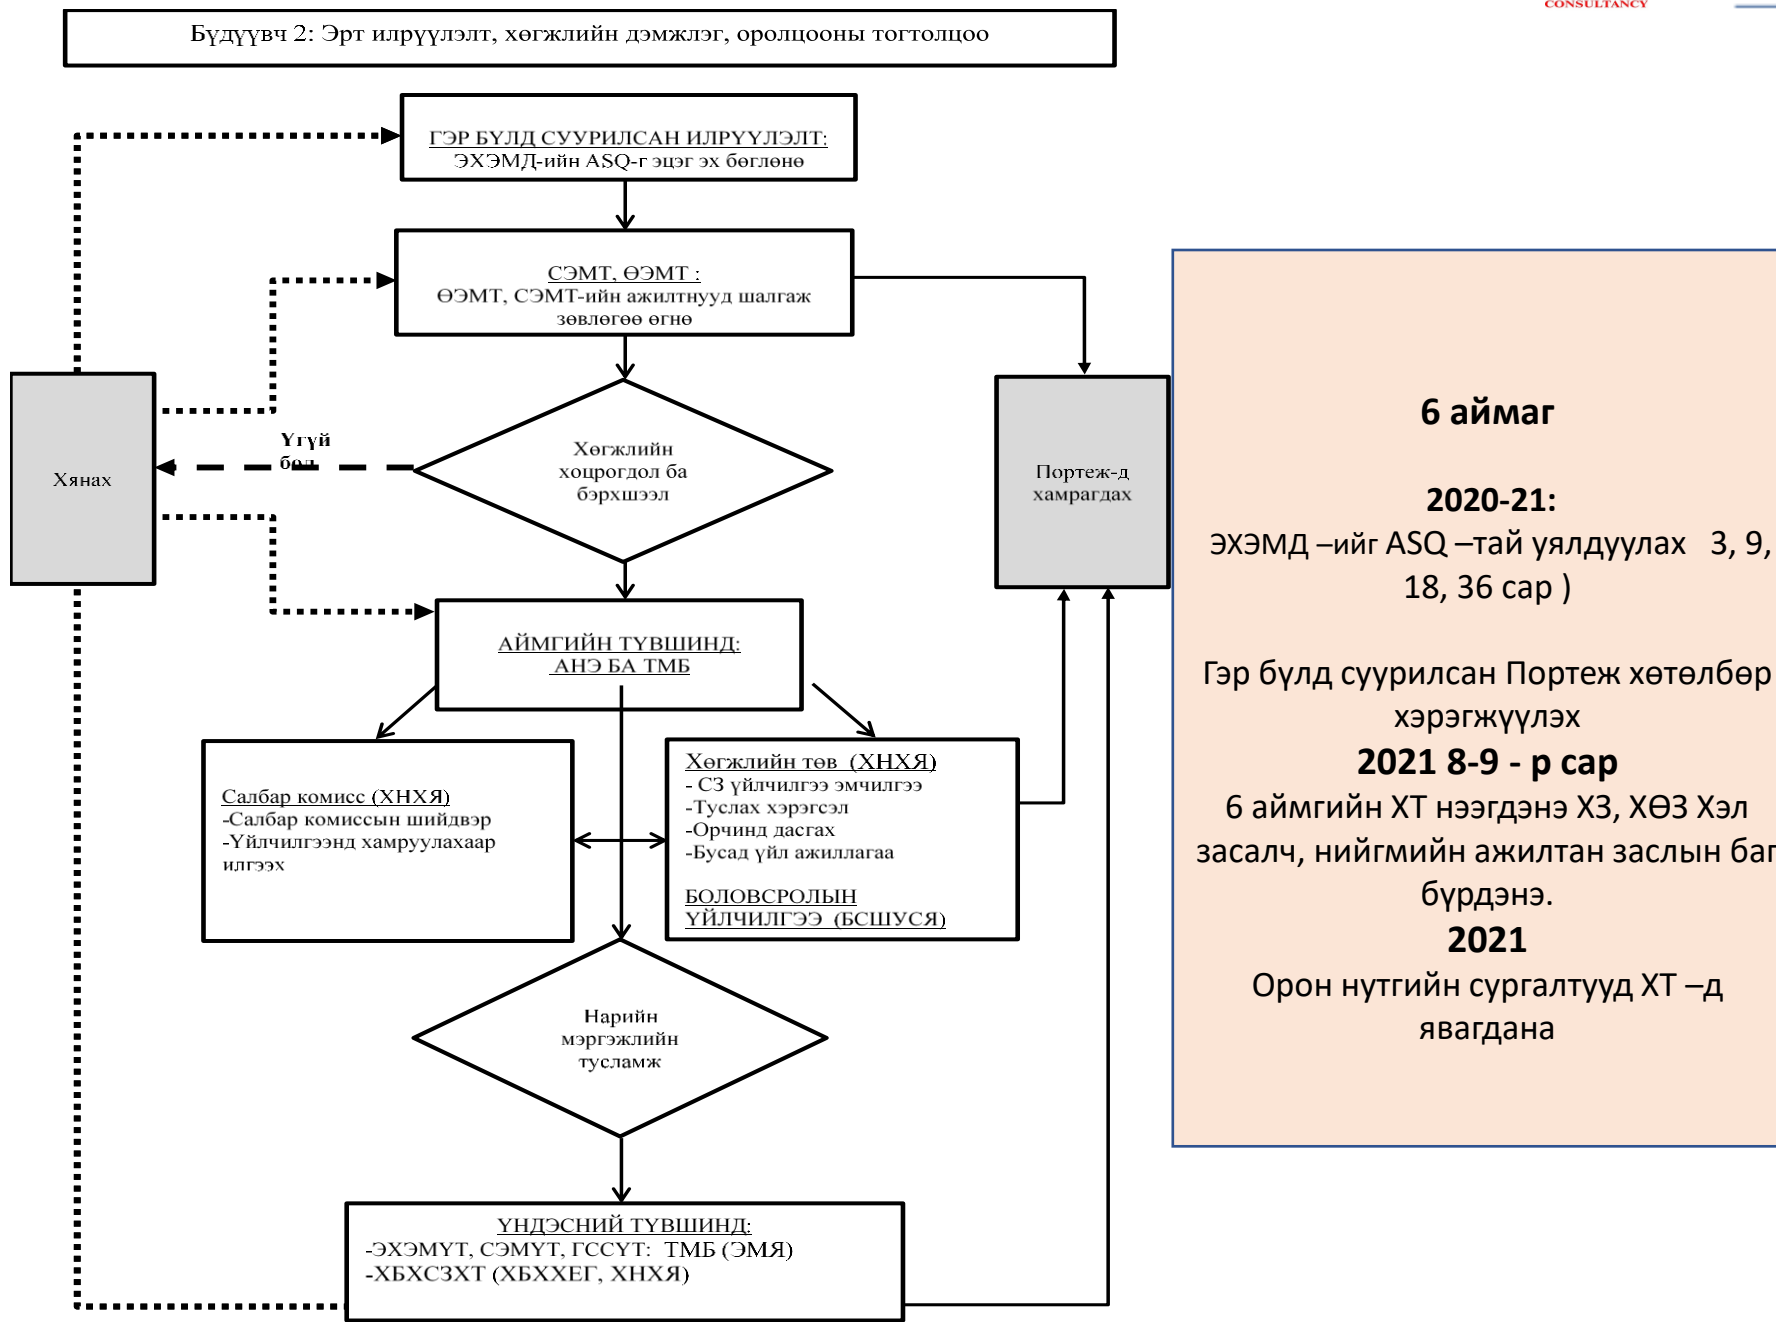 CONSULTANCY
Бүдүүвч 2: Эрт илрүүлэлт, хөгжлийн дэмжлэг, оролцооны тогтолцоо
ГЭР БҮЛД СУУРИЛСАН ИЛРҮҮЛЭЛТ:
ЭХЭМД-ийн ASQ-г эцэг эх бөглөнө
СЭМТ, ӨЭМТ :
ӨЭМТ, СЭМТ-ийн ажилтнууд шалгаж
зөвлөгөө өгнө
Хянах
Үгүй
бол
Хөгжлийн
хоцрогдол ба
бэрхшээл
Портеж-д
хамрагдах
АЙМГИЙН ТҮВШИНД:
АНЭ БА ТМБ
Салбар комисс (ХНХЯ)
-Салбар комиссын шийдвэр
-Үйлчилгээнд хамруулахаар
илгээх
Хөгжлийн төв (ХНХЯ)
- СЗ үйлчилгээ эмчилгээ
-Туслах хэрэгсэл
-Орчинд дасгах
-Бусад үйл ажиллагаа
БОЛОВСРОЛЫН
ҮЙЛЧИЛГЭЭ (БСШУСЯ)
Нарийн
мэргэжлийн
тусламж
ҮНДЭСНИЙ ТҮВШИНД:
-ЭХЭМҮТ, СЭМҮТ, ГССҮТ: ТМБ (ЭМЯ)
-ХБХСЗХТ (ХБХХЕГ, ХНХЯ)
6 аймаг
2020-21:
ЭХЭМД –ийг ASQ –тай уялдуулах 3, 9,
18, 36 сар )
Гэр бүлд суурилсан Портеж хөтөлбөр
хэрэгжүүлэх
2021 8-9 - р сар
6 аймгийн ХТ нээгдэнэ ХЗ, ХӨЗ Хэл
засалч, нийгмийн ажилтан заслын баг
бүрдэнэ.
2021
Орон нутгийн сургалтууд ХТ –д
явагдана